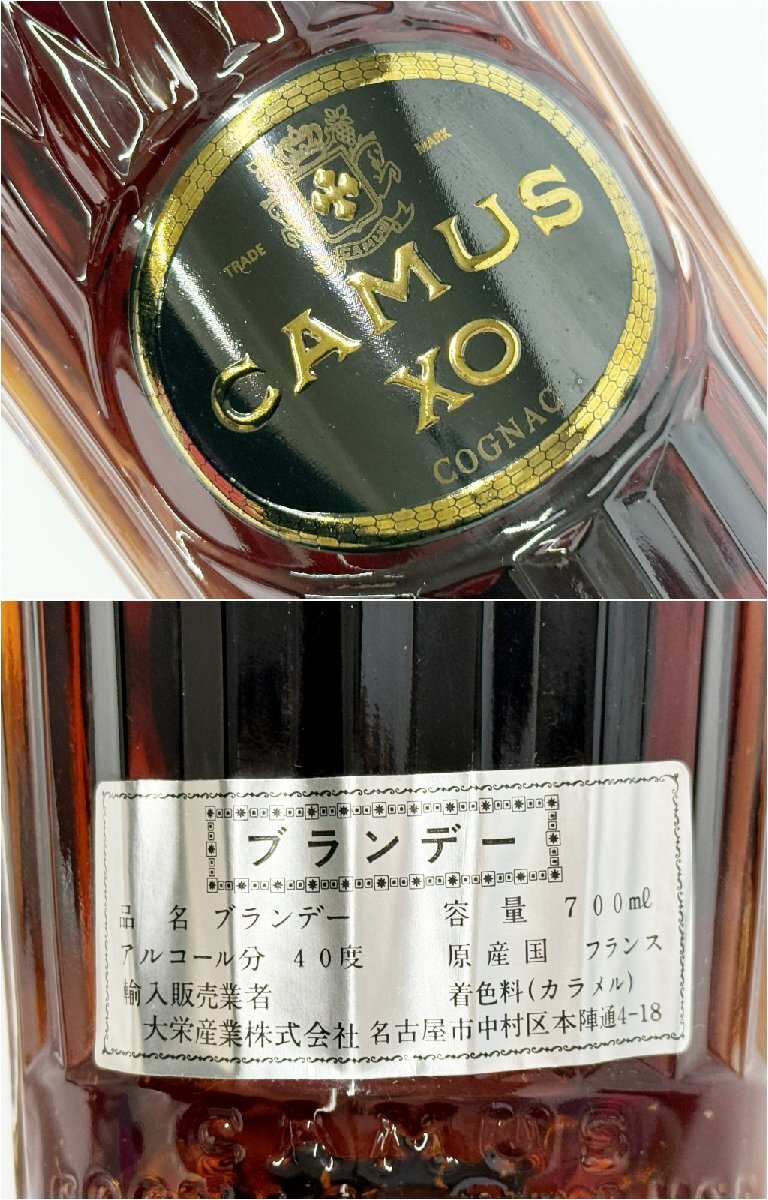 TRADE MARK
CAMUS
CAMUS
XO
COGNAC
ブランデー
品 名 ブランデー 容 量 700mℓ
アルコール分 40度 原産国 フランス
輸入販売業者 着色料(カラメル)
大栄産業株式会社 名古屋市中村区本陣通4-18
CAMUS